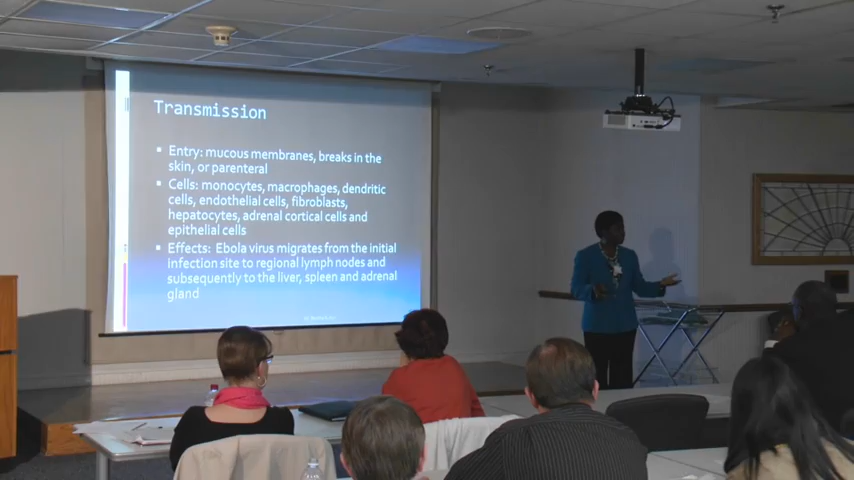 Transmission
▪ Entry: mucous membranes, breaks in the
skin, or parenteral
▪ Cells: monocytes, macrophages, dendritic
cells, endothelial cells, fibroblasts,
hepatocytes, adrenal cortical cells and
epithelial cells
▪ Effects: Ebola virus migrates from the initial
infection site to regional lymph nodes and
subsequently to the liver, spleen and adrenal
gland